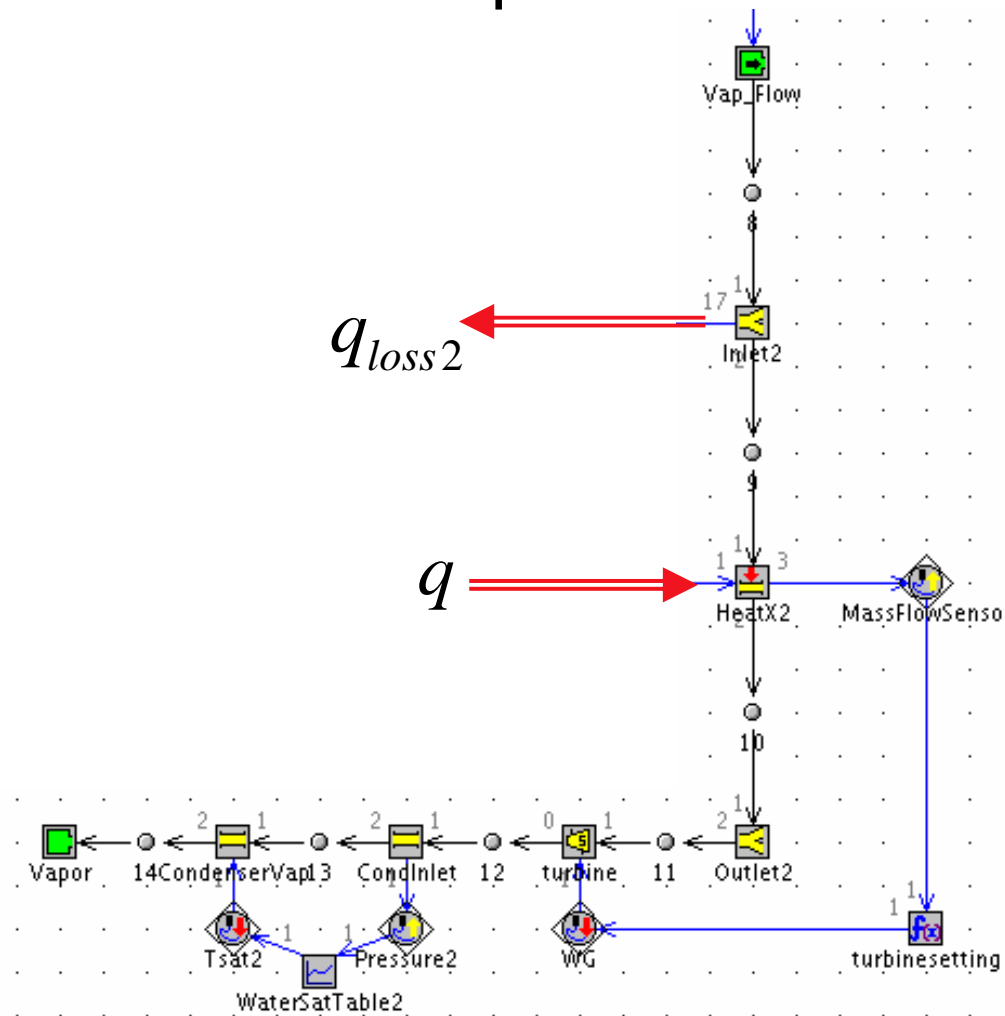 Vap_Flow
8
1
17
q_loss2
Inlet2
2
9
1
q
1
3
HeatX2
MassFlowSenso
2
10
1
2
1
2
1
0
1
2
Vapor
14
CondenserVap
13
CondInlet
12
turbine
11
Outlet2
1
1
1
1
1
1
1
f(x)
Tsat2
Pressure2
WG
turbinesetting
WaterSatTable2